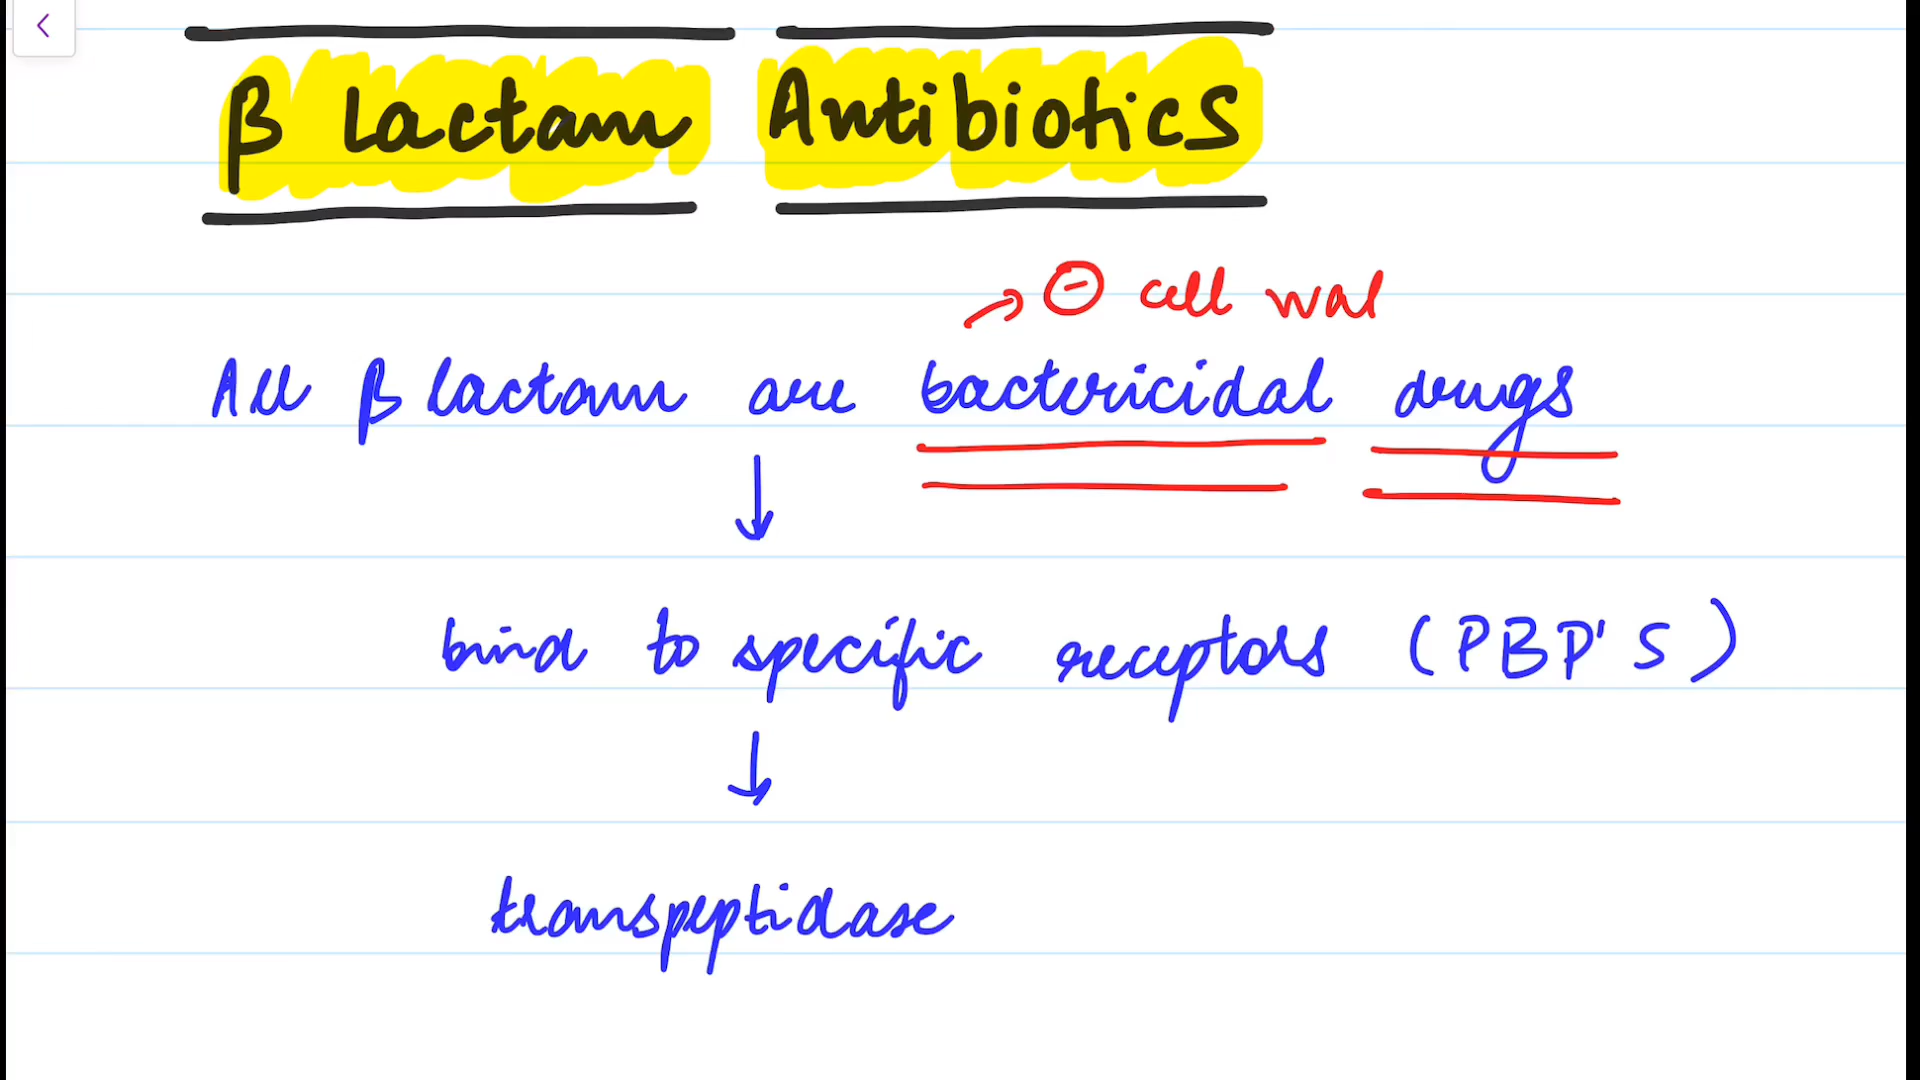 β lactam Antibiotics
→ ⊖ cell wal
All β lactam are bactericidal drugs
↓
bind to specific receptors (PBP's)
↓
transpeptidase